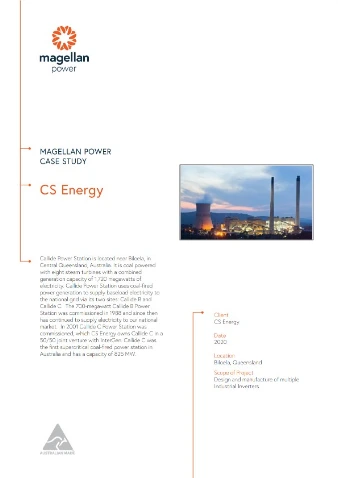 magellan
power
MAGELLAN POWER
CASE STUDY
CS Energy
Callide Power Station is located near Biloela, in
Central Queensland, Australia. It is coal powered
with eight steam turbines with a combined
generation capacity of 1,720 megawatts of
electricity. Callide Power Station uses coal-fired
power generation to supply baseload electricity to
the national grid via its two sites: Callide B and
Callide C. The 700-megawatt Callide B Power
Station was commissioned in 1988 and since then
has continued to supply electricity to our national
market. In 2001 Callide C Power Station was
commissioned, which CS Energy owns Callide C in a
50/50 joint venture with InterGen. Callide C was
the first supercritical coal-fired power station in
Australia and has a capacity of 825 MW.
Client
CS Energy
Date
2020
Location
Biloela, Queensland
Scope of Project
Design and manufacture of multiple
Industrial Inverters
AUSTRALIAN MADE